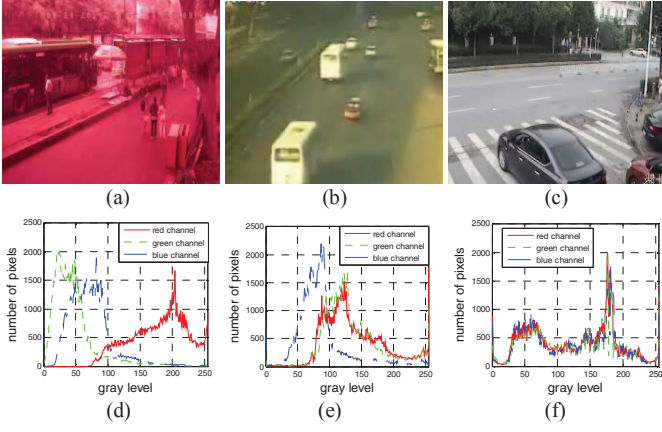 (a)
(b)
(c)
2500
2000
1500
1000
500
0
number of pixels
red channel
green channel
blue channel
0
50
100
150
200
250
gray level
(d)
2500
2000
1500
1000
500
0
number of pixels
red channel
green channel
blue channel
0
50
100
150
200
250
gray level
(e)
2500
2000
1500
1000
500
0
number of pixels
red channel
green channel
blue channel
0
50
100
150
200
250
gray level
(f)